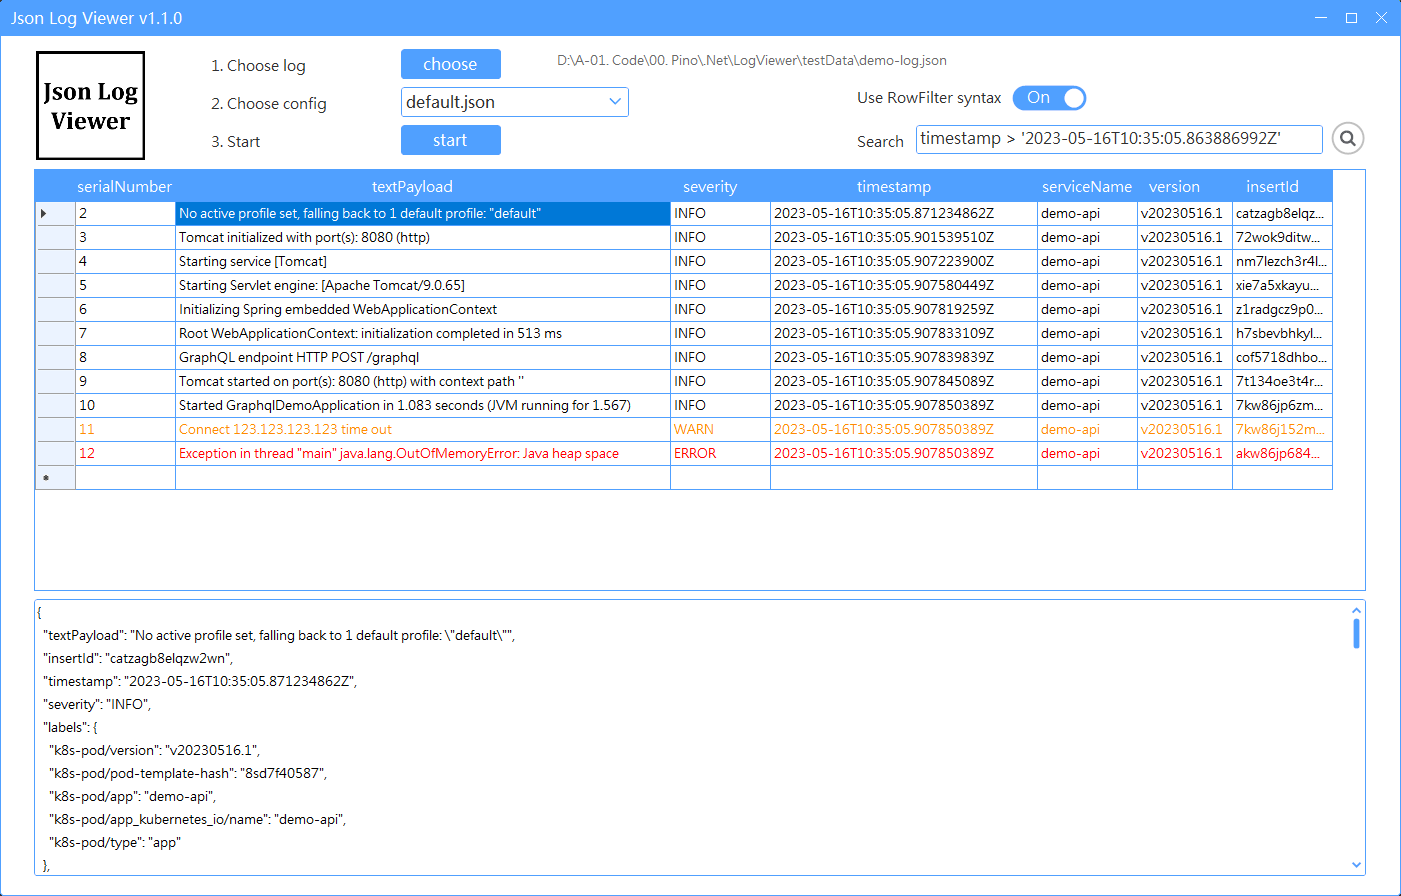 Json Log Viewer v1.1.0
Json Log
Viewer
1. Choose log
choose
D:\A-01. Code\00. Pino\.Net\LogViewer\testData\demo-log.json
2. Choose config
default.json
Use RowFilter syntax
On
3. Start
start
Search
timestamp > '2023-05-16T10:35:05.863886992Z'
serialNumber textPayload severity timestamp serviceName version insertId
2 No active profile set, falling back to 1 default profile: "default" INFO 2023-05-16T10:35:05.871234862Z demo-api v20230516.1 catzagb8elqz...
3 Tomcat initialized with port(s): 8080 (http) INFO 2023-05-16T10:35:05.901539510Z demo-api v20230516.1 72wok9ditw...
4 Starting service [Tomcat] INFO 2023-05-16T10:35:05.907223900Z demo-api v20230516.1 nm7lezch3r4l...
5 Starting Servlet engine: [Apache Tomcat/9.0.65] INFO 2023-05-16T10:35:05.907580449Z demo-api v20230516.1 xie7a5xkayu...
6 Initializing Spring embedded WebApplicationContext INFO 2023-05-16T10:35:05.907819259Z demo-api v20230516.1 z1radgcz9p0...
7 Root WebApplicationContext: initialization completed in 513 ms INFO 2023-05-16T10:35:05.907833109Z demo-api v20230516.1 h7sbevbhkyl...
8 GraphQL endpoint HTTP POST /graphql INFO 2023-05-16T10:35:05.907839839Z demo-api v20230516.1 cof5718dhbo...
9 Tomcat started on port(s): 8080 (http) with context path '' INFO 2023-05-16T10:35:05.907845089Z demo-api v20230516.1 7t134oe3t4r...
10 Started GraphqlDemoApplication in 1.083 seconds (JVM running for 1.567) INFO 2023-05-16T10:35:05.907850389Z demo-api v20230516.1 7kw86jp6zm...
11 Connect 123.123.123.123 time out WARN 2023-05-16T10:35:05.907850389Z demo-api v20230516.1 7kw86j152m...
12 Exception in thread "main" java.lang.OutOfMemoryError: Java heap space ERROR 2023-05-16T10:35:05.907850389Z demo-api v20230516.1 akw86jp684...
{
"textPayload": "No active profile set, falling back to 1 default profile: \"default\"",
"insertId": "catzagb8elqzw2wn",
"timestamp": "2023-05-16T10:35:05.871234862Z",
"severity": "INFO",
"labels": {
"k8s-pod/version": "v20230516.1",
"k8s-pod/pod-template-hash": "8sd7f40587",
"k8s-pod/app": "demo-api",
"k8s-pod/app_kubernetes_io/name": "demo-api",
"k8s-pod/type": "app"
},